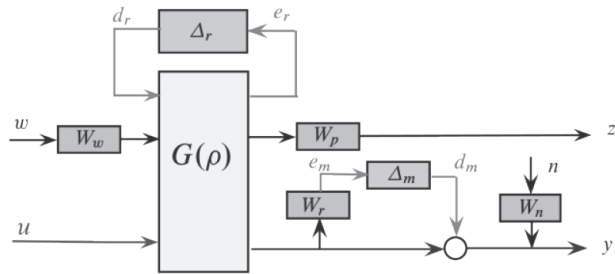 d_r
Δ_r
e_r
w
W_w
G(ρ)
W_p
z
e_m
Δ_m
d_m
n
W_r
W_n
u
y